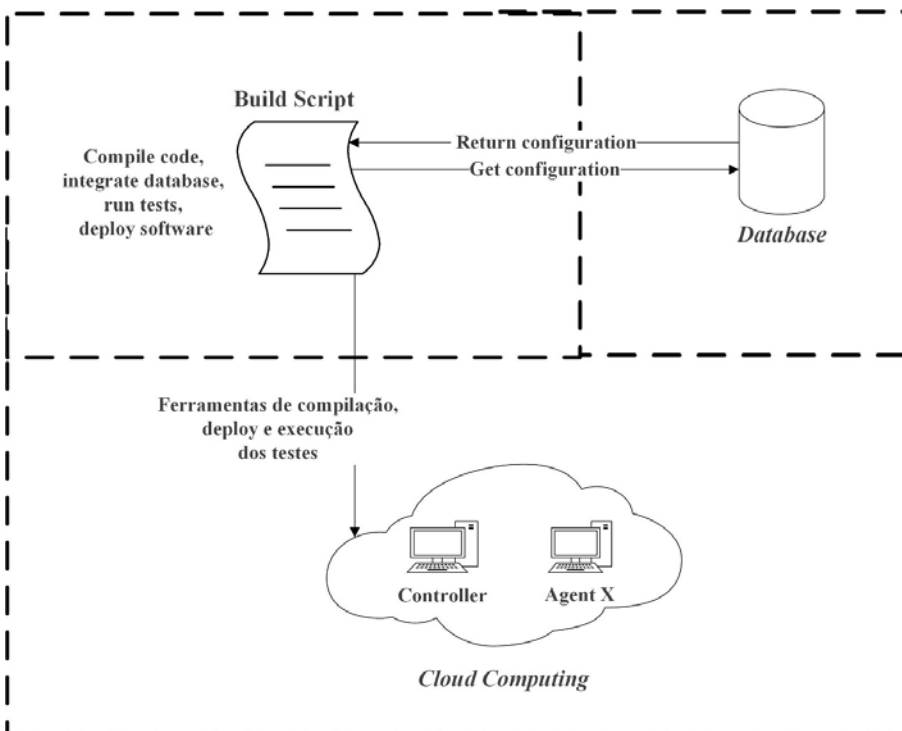 Build Script
Compile code,
integrate database,
run tests,
deploy software
Return configuration
Get configuration
Database
Ferramentas de compilação,
deploy e execução
dos testes
Controller
Agent X
Cloud Computing